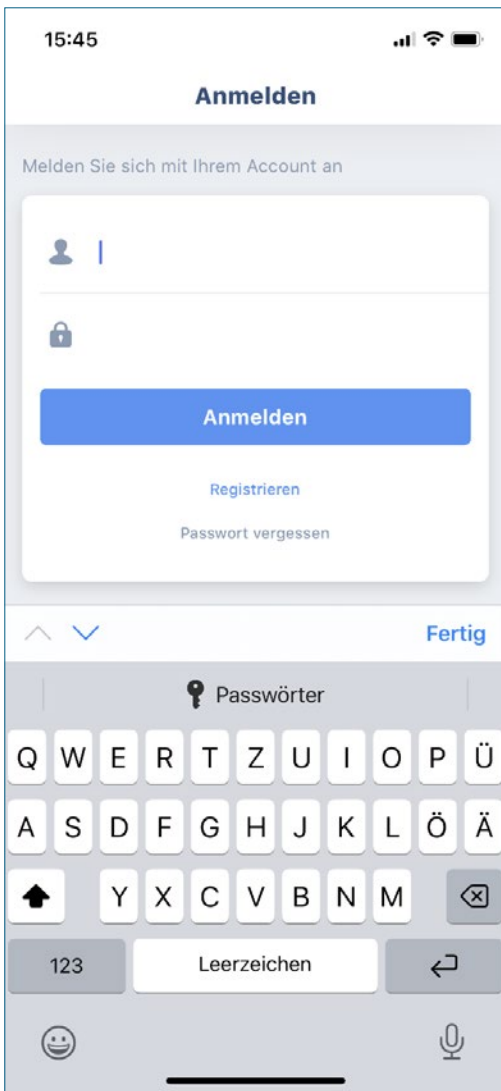 15:45
Anmelden
Melden Sie sich mit Ihrem Account an
Anmelden
Registrieren
Passwort vergessen
Fertig
Passwörter
Q W E R T Z U I O P Ü
A S D F G H J K L Ö Ä
Y X C V B N M
123 Leerzeichen